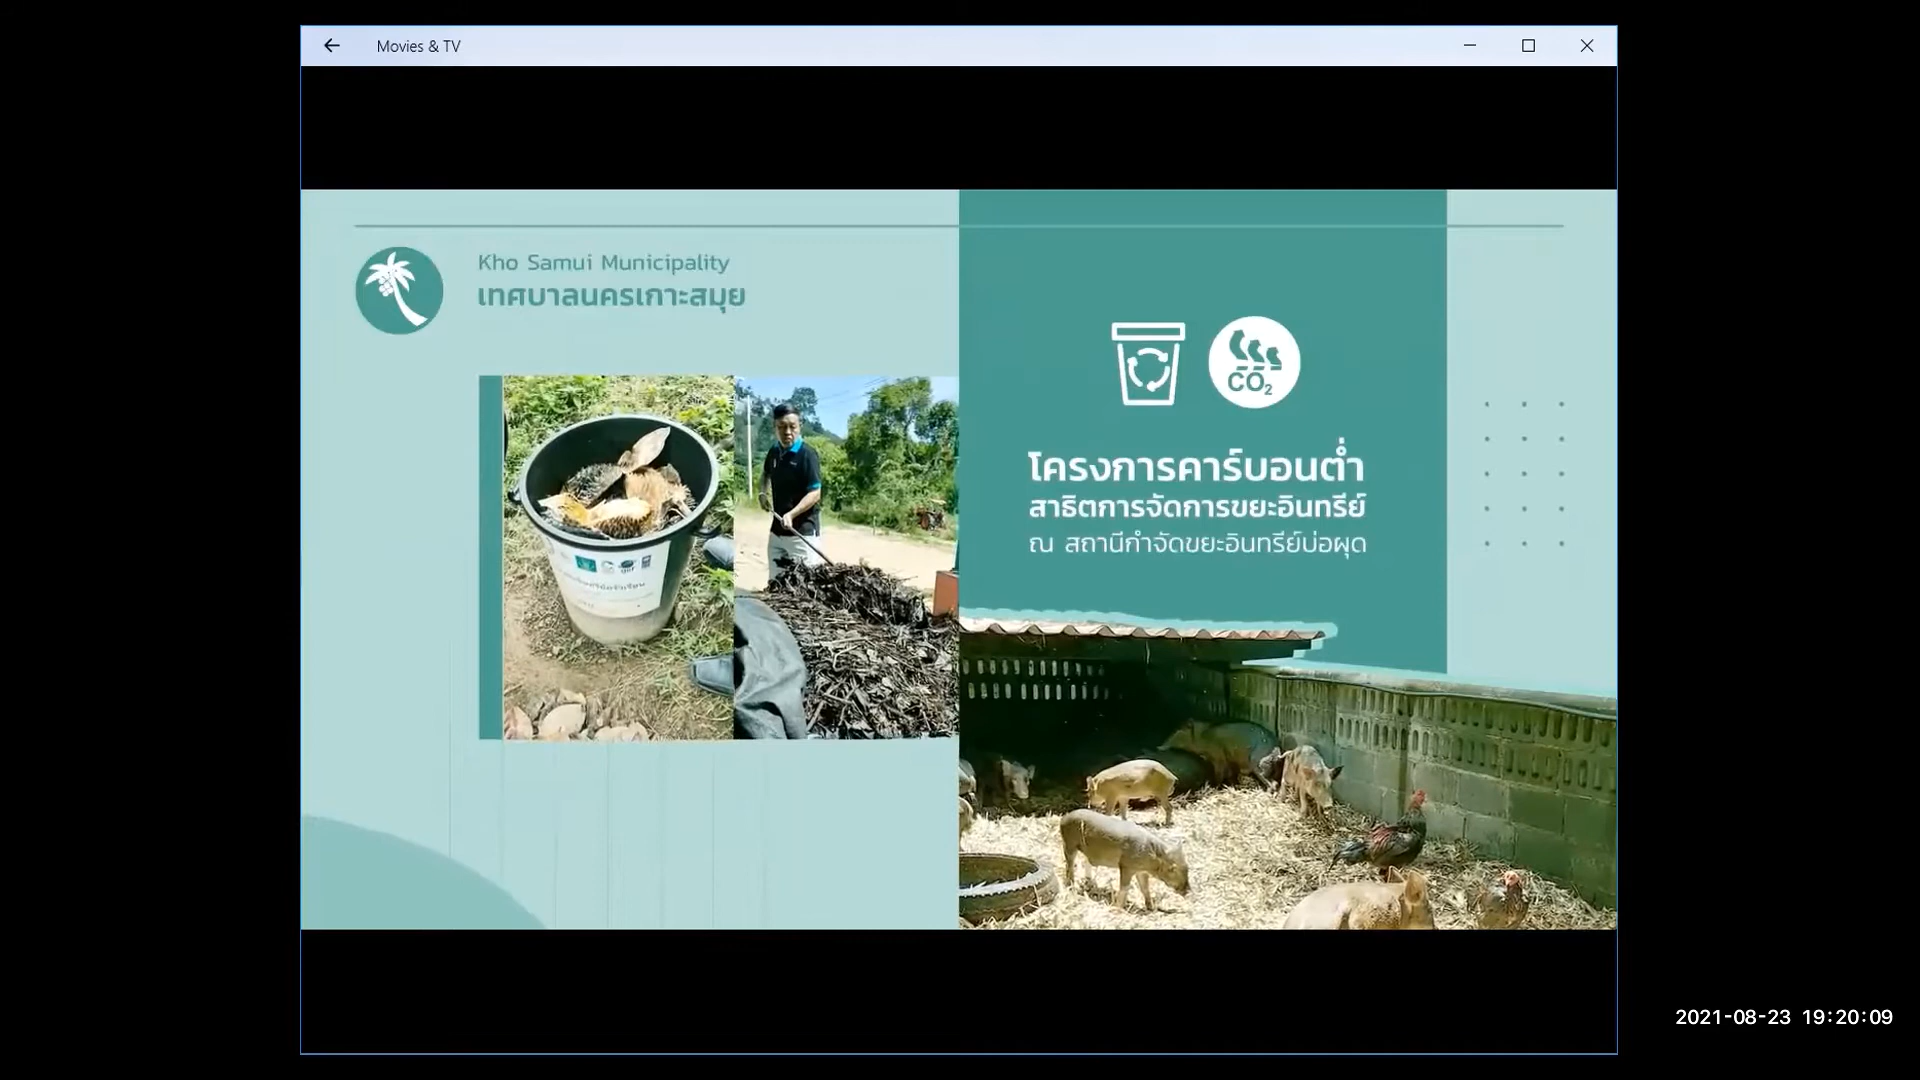 Movies & TV
Kho Samui Municipality
เทศบาลนครเกาะสมุย
CO2
โครงการคาร์บอนต่ำ
สาธิตการจัดการขยะอินทรีย์
ณ สถานีกำจัดขยะอินทรีย์บ่อผุด
2021-08-23 19:20:09